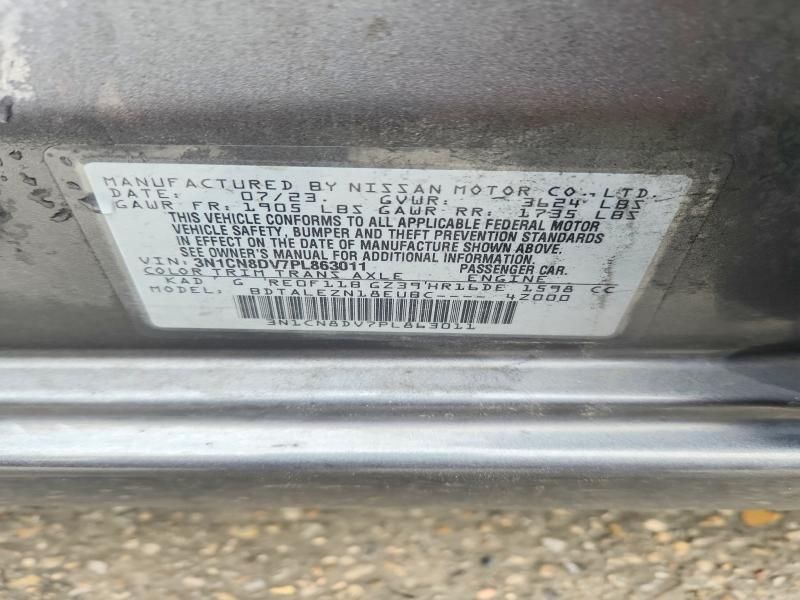 MANUFACTURED BY NISSAN MOTOR CO., LTD.
DATE: 07/23 GVWR: 3624 LBS
GAWR FR: 1905 LBS GAWR RR: 1735 LBS
THIS VEHICLE CONFORMS TO ALL APPLICABLE FEDERAL MOTOR
VEHICLE SAFETY, BUMPER AND THEFT PREVENTION STANDARDS
IN EFFECT ON THE DATE OF MANUFACTURE SHOWN ABOVE.
SEE OWNER'S MANUAL FOR ADDITIONAL INFORMATION.
VIN: 3N1CN8DV7PL863011 PASSENGER CAR.
COLOR TRIM TRANS AXLE ENGINE
KAD G RE0F11B GZ39 HR16DE 1598 CC
BDTALEZN18EUBC---- 4Z000
3N1CN8DV7PL863011